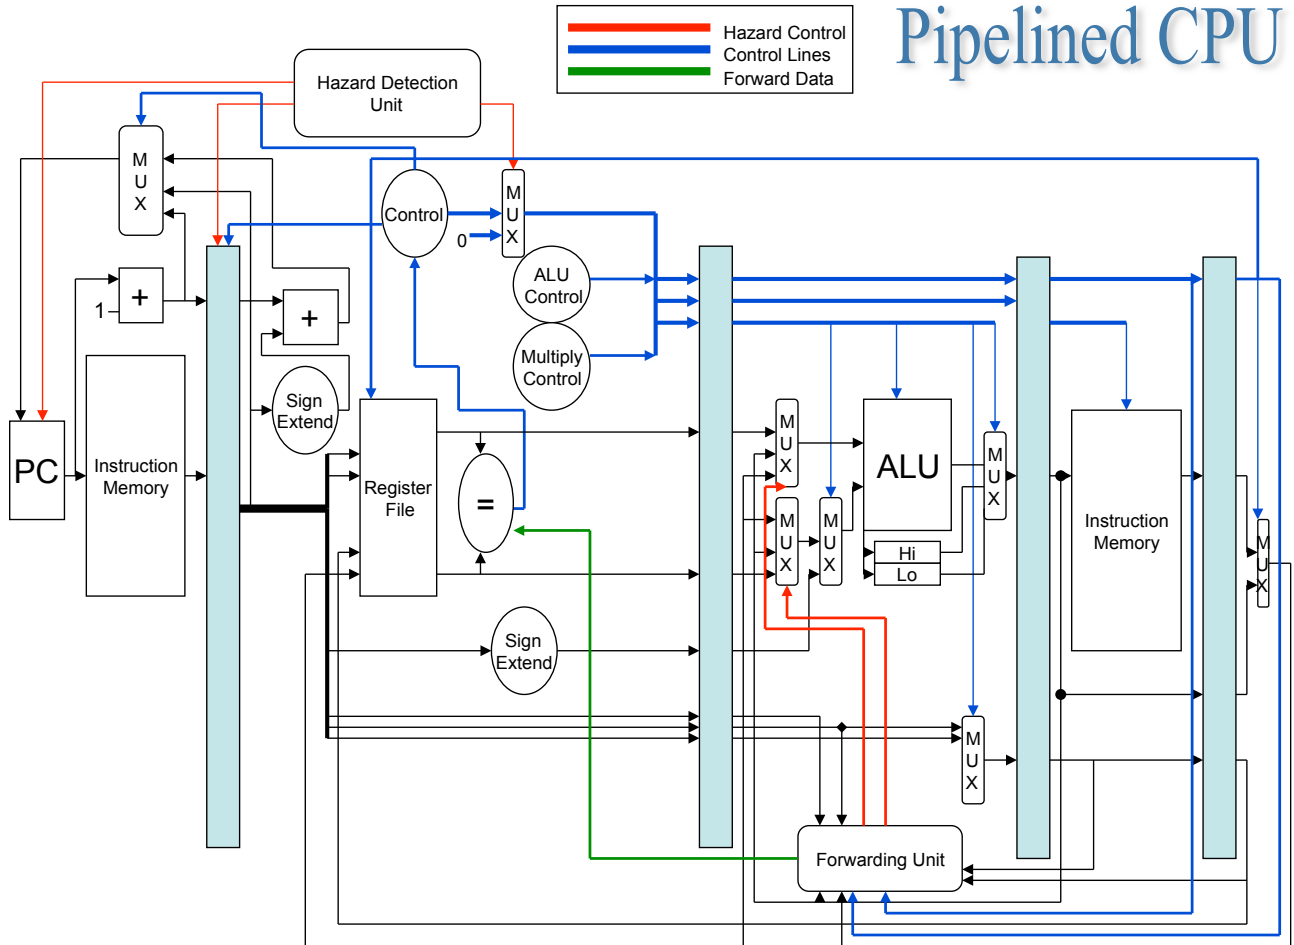 Pipelined CPU
Hazard Control
Control Lines
Forward Data
Hazard Detection
Unit
M
U
X
Control
0
M
U
X
ALU
Control
Multiply
Control
+
1
+
Sign
Extend
PC
Instruction
Memory
Register
File
=
Sign
Extend
M
U
X
M
U
X
M
U
X
ALU
Hi
Lo
M
U
X
Instruction
Memory
M
U
X
M
U
X
Forwarding Unit